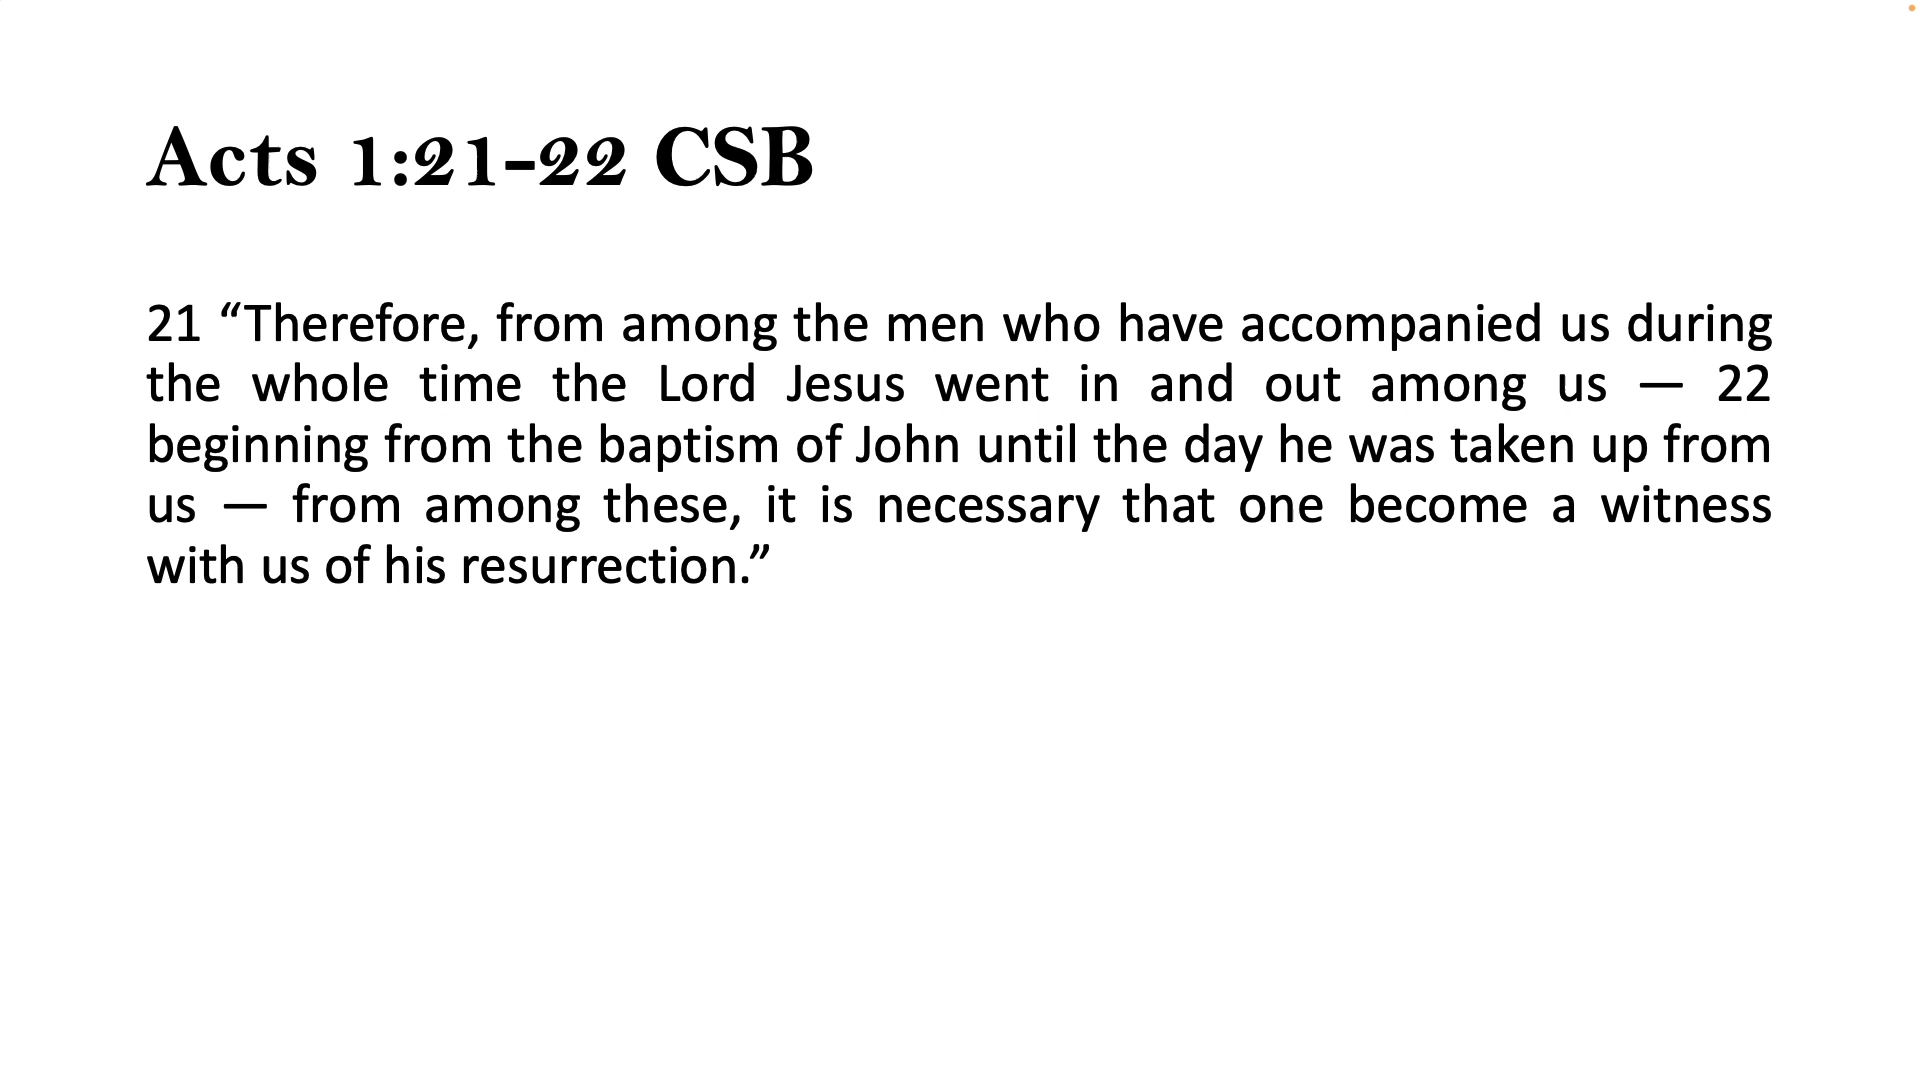 Acts 1:21-22 CSB
21 “Therefore, from among the men who have accompanied us during
the whole time the Lord Jesus went in and out among us — 22
beginning from the baptism of John until the day he was taken up from
us — from among these, it is necessary that one become a witness
with us of his resurrection.”